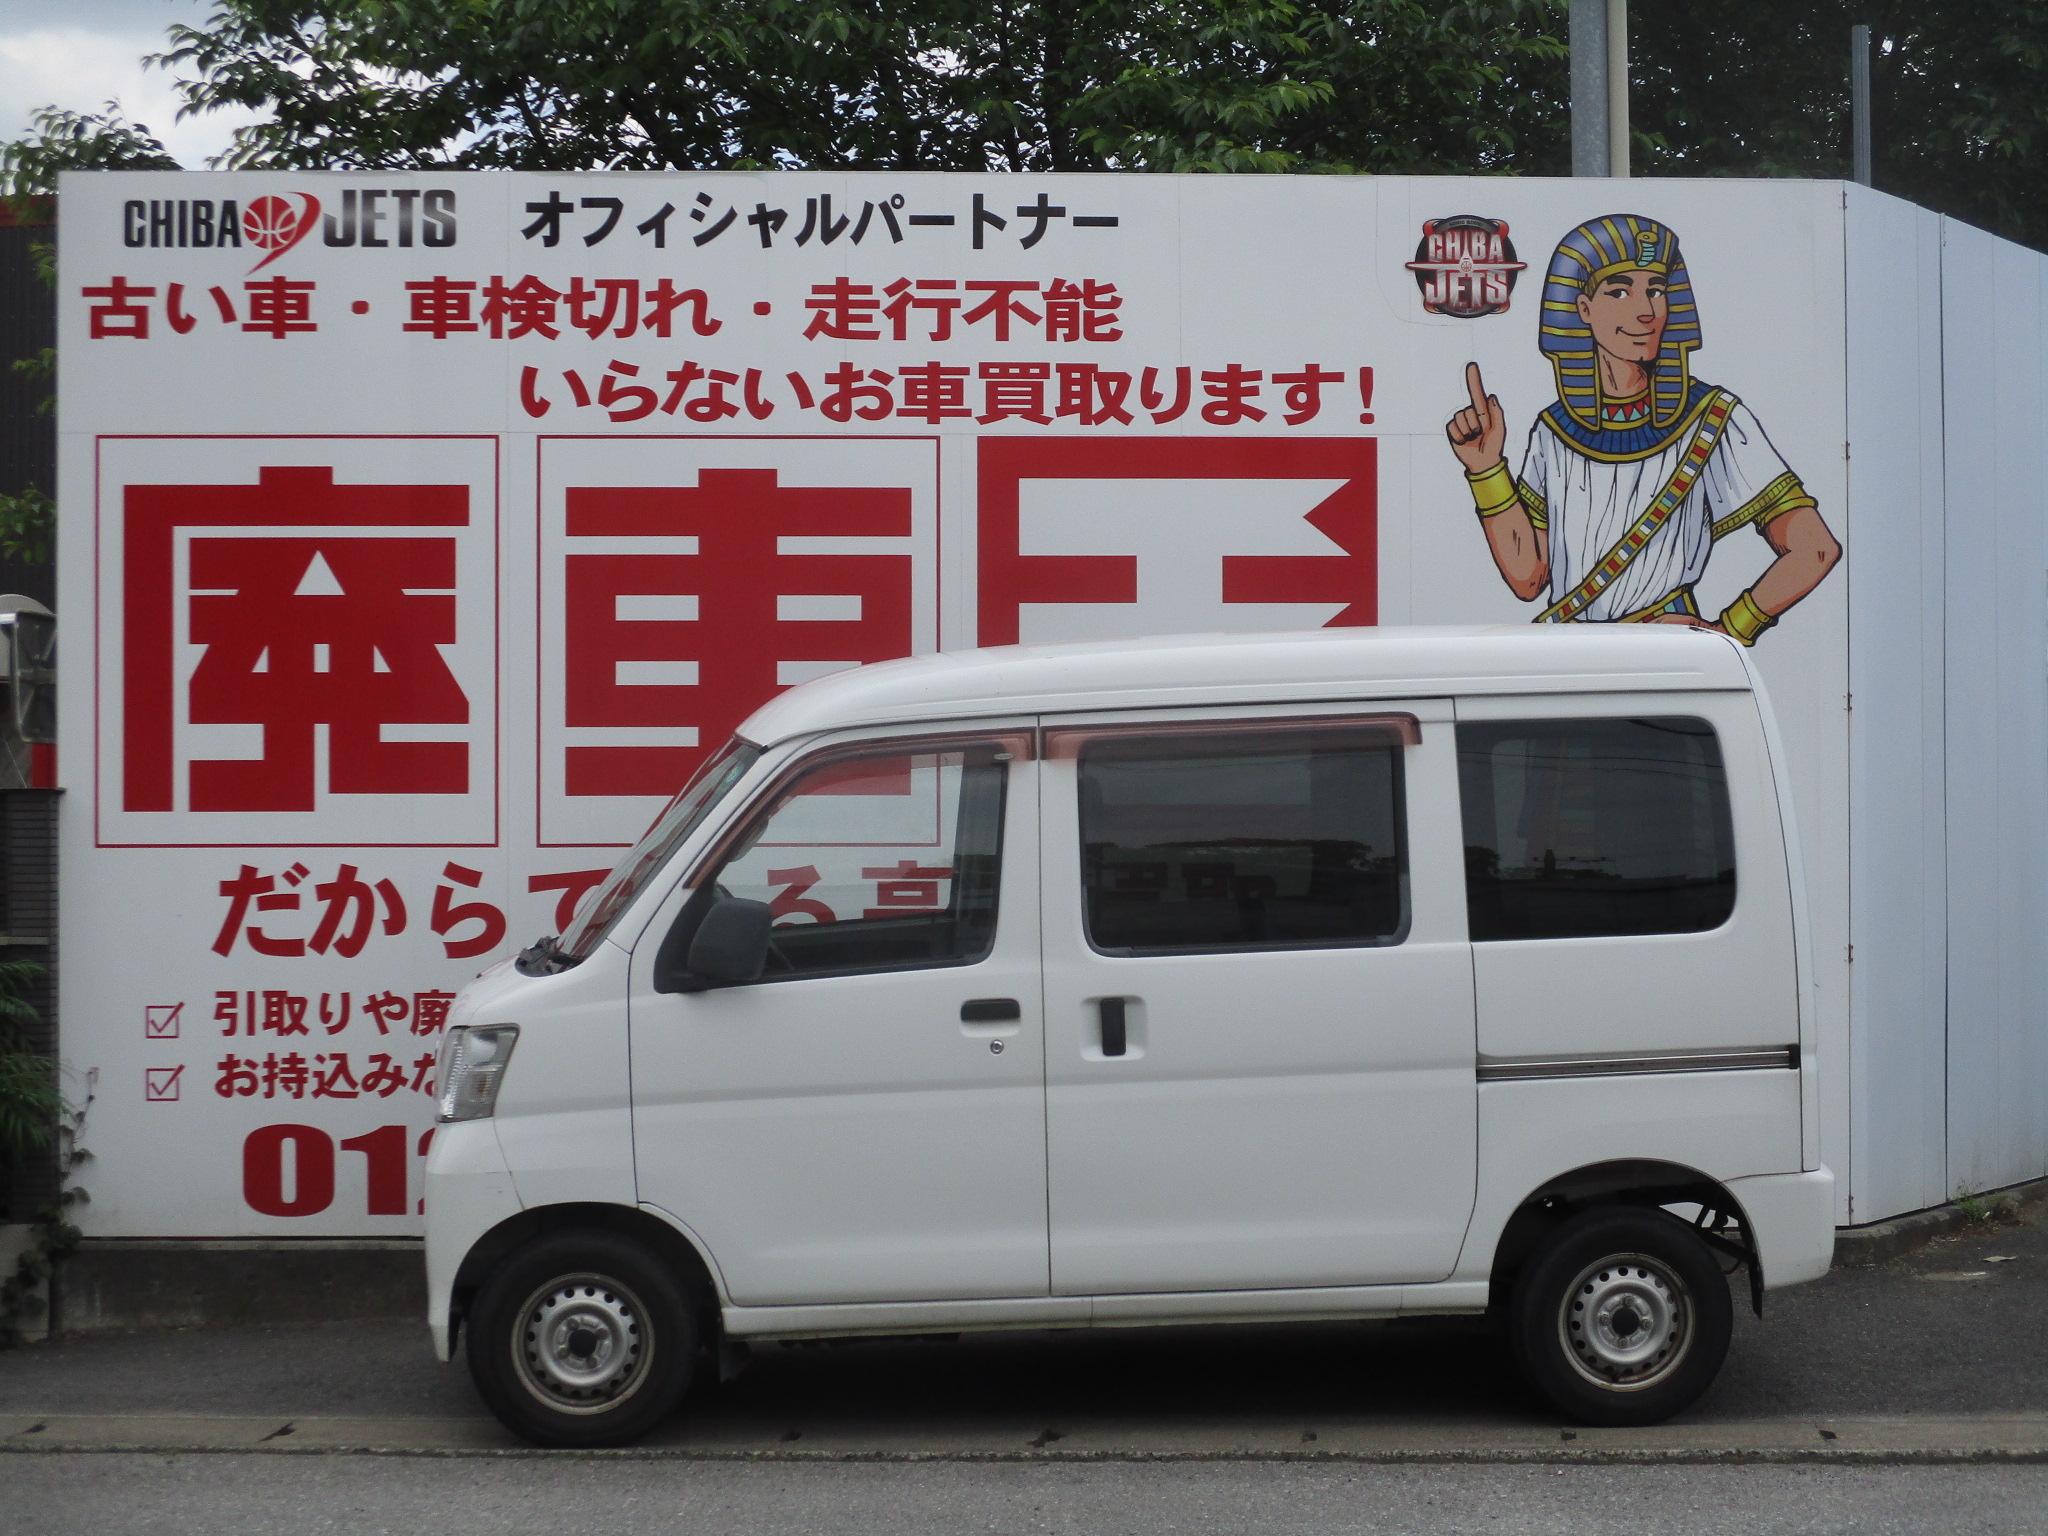 CHIBA JETS オフィシャルパートナー
CHIBA JETS
古い車・車検切れ・走行不能
いらないお車買取ります!
廃車
だから
引取りや廃
お持込み
01